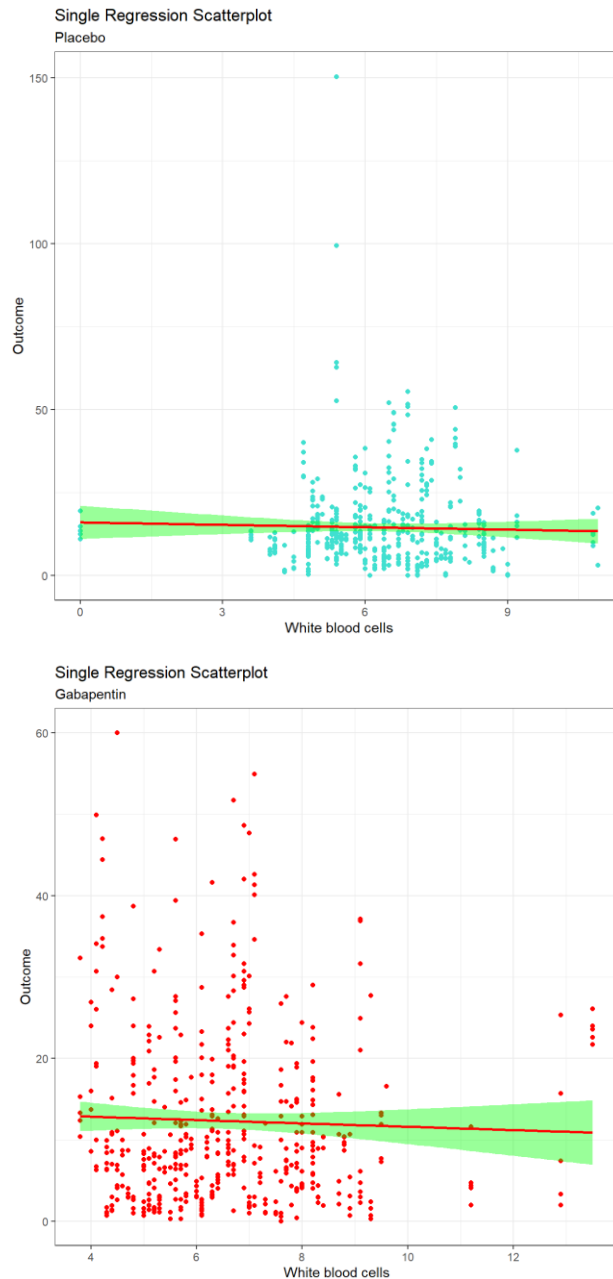 Single Regression Scatterplot
Placebo
150
100
50
0
Outcome
0 3 6 9
White blood cells
Single Regression Scatterplot
Gabapentin
60
40
20
0
Outcome
4 6 8 10 12
White blood cells